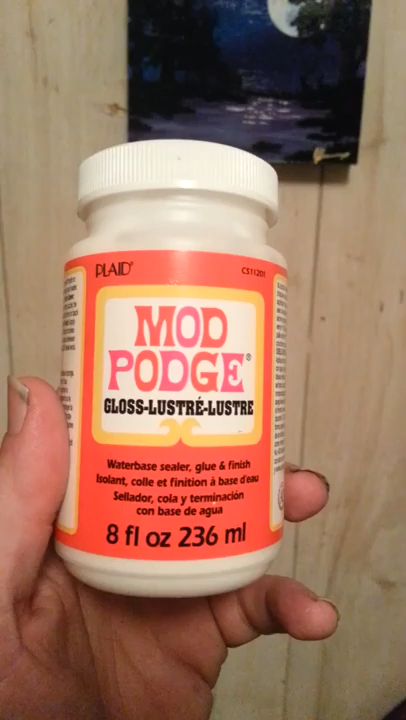 PLAID®
CS11201
MOD
PODGE®
GLOSS-LUSTRÉ-LUSTRE
Waterbase sealer, glue & finish
Isolant, colle et finition à base d'eau
Sellador, cola y terminación
con base de agua
8 fl oz 236 ml